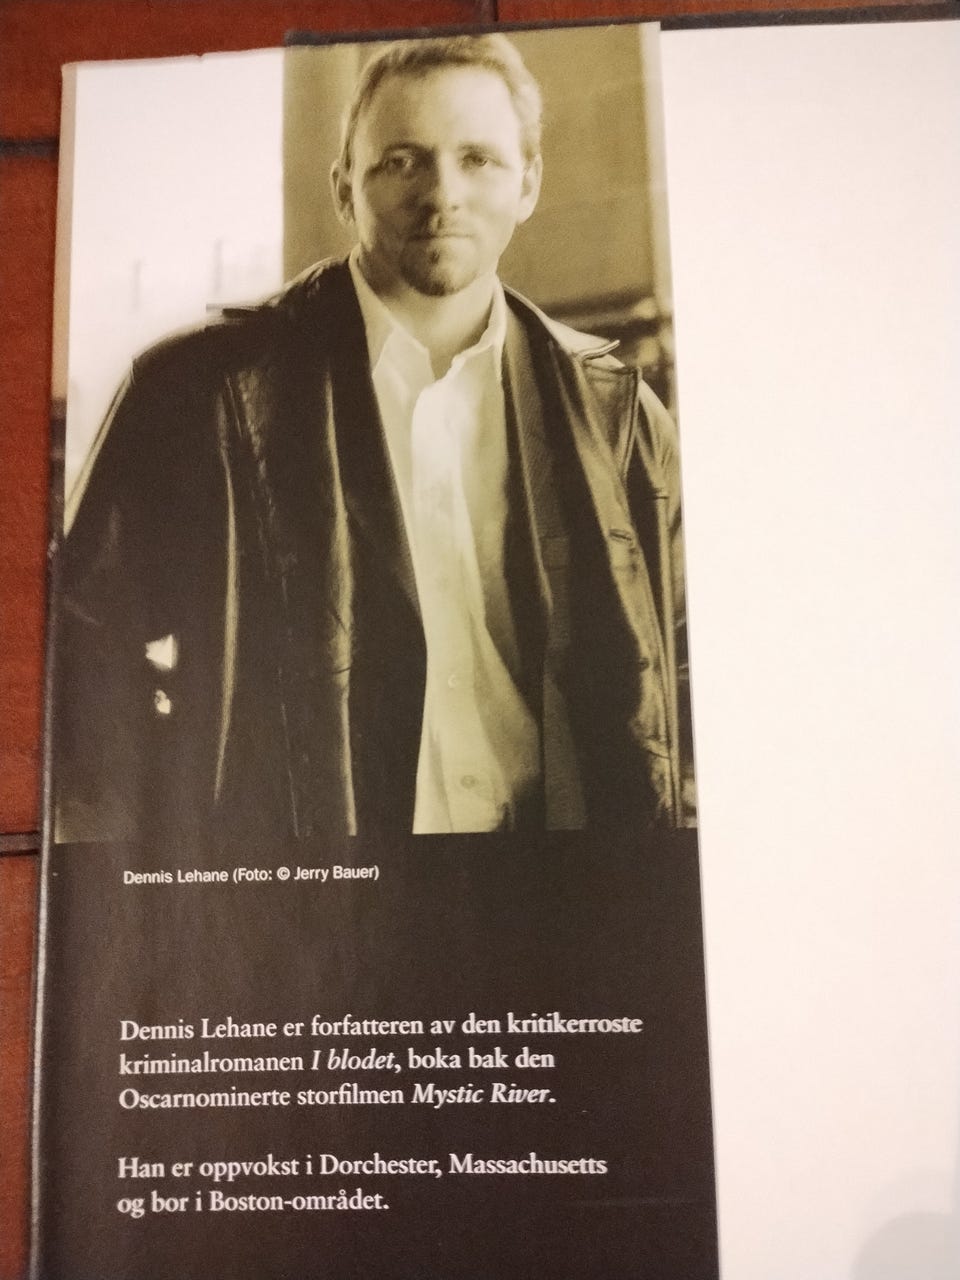 Dennis Lehane (Foto: © Jerry Bauer)
Dennis Lehane er forfatteren av den kritikerroste
kriminalromanen I blodet, boka bak den
Oscarnominerte storfilmen Mystic River.
Han er oppvokst i Dorchester, Massachusetts
og bor i Boston-området.